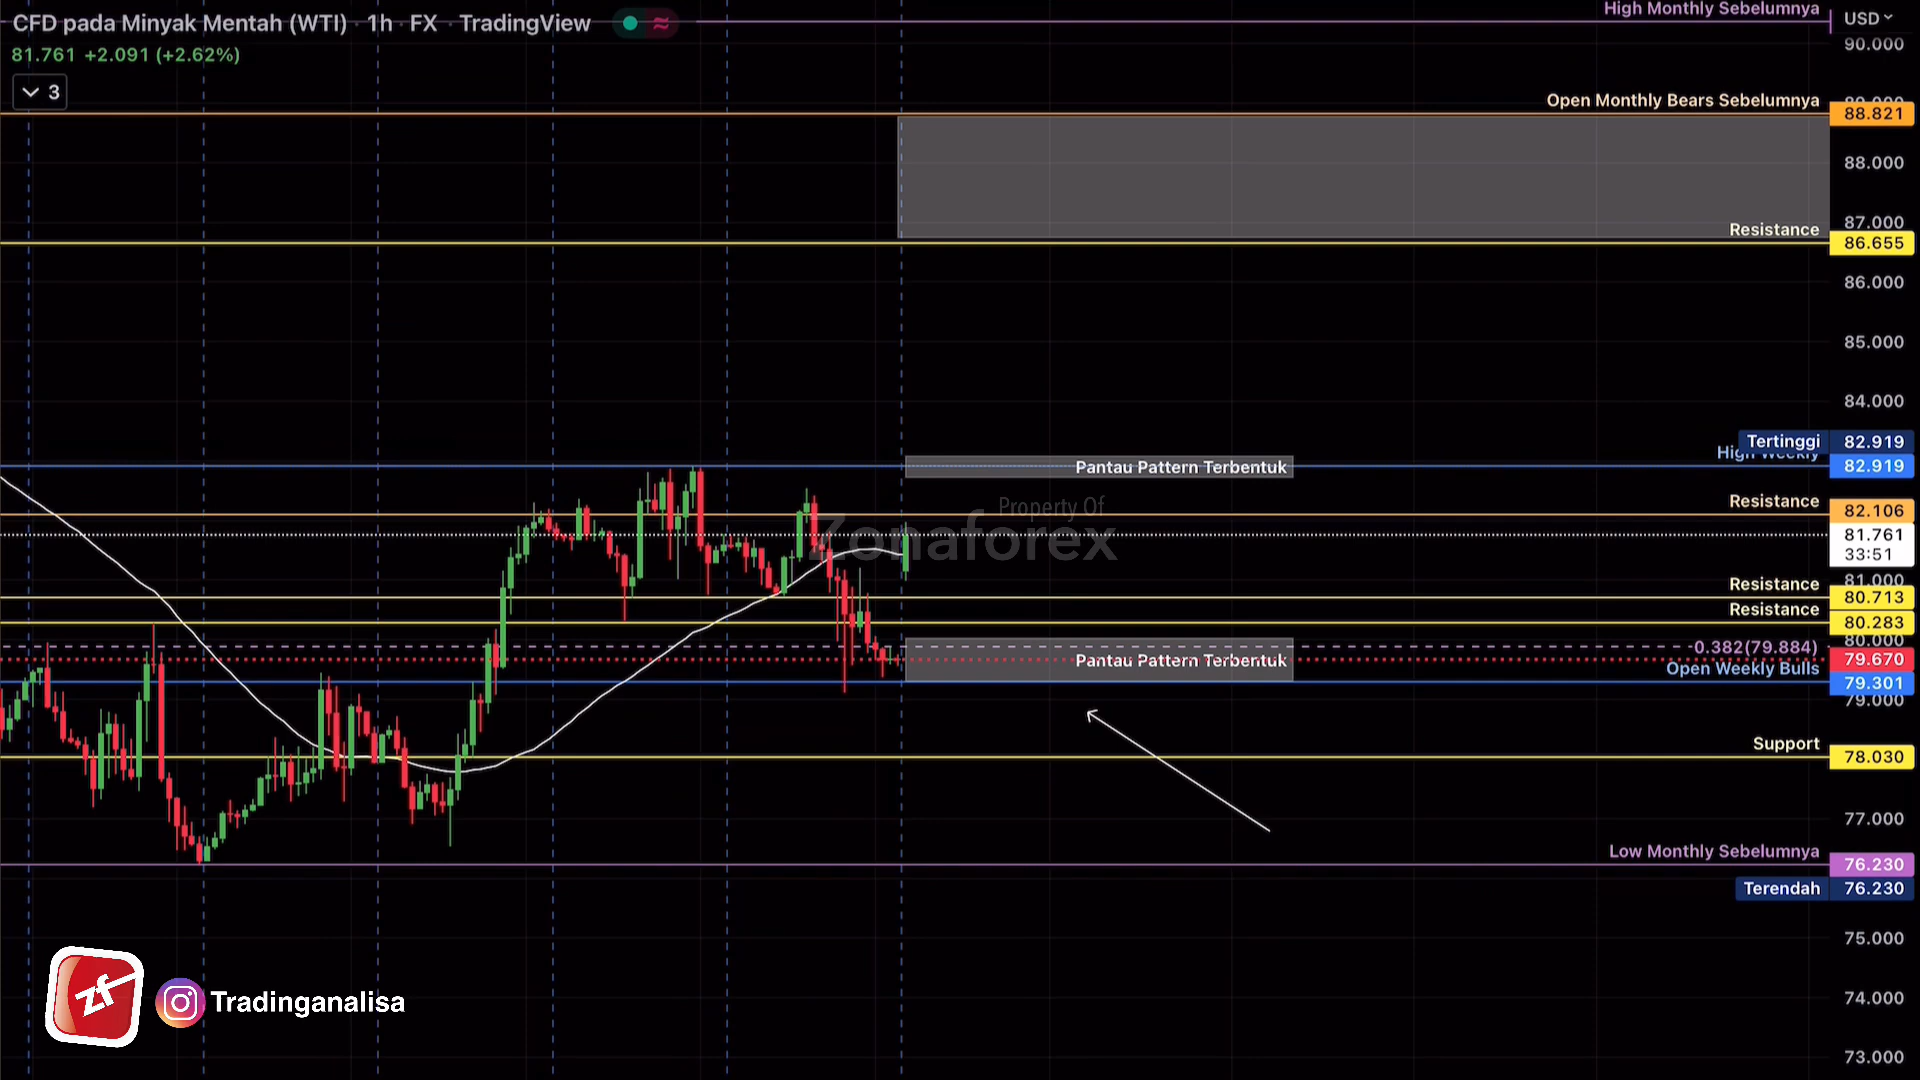 High Monthly Sebelumnya
CFD pada Minyak Mentah (WTI) · 1h · FX · TradingView
USD
81.761 +2.091 (+2.62%)
90.000
3
Open Monthly Bears Sebelumnya
88.821
88.000
87.000
Resistance
86.655
86.000
85.000
84.000
Tertinggi 82.919
High Weekly
82.919
Pantau Pattern Terbentuk
Resistance
82.106
Property Of
Zonaforex
81.761
33:51
81.000
Resistance
80.713
Resistance
80.283
80.000
0.382(79.884)
Pantau Pattern Terbentuk
79.670
Open Weekly Bulls
79.301
79.000
Support
78.030
77.000
Low Monthly Sebelumnya
76.230
Terendah 76.230
75.000
zf
Tradinganalisa
74.000
73.000